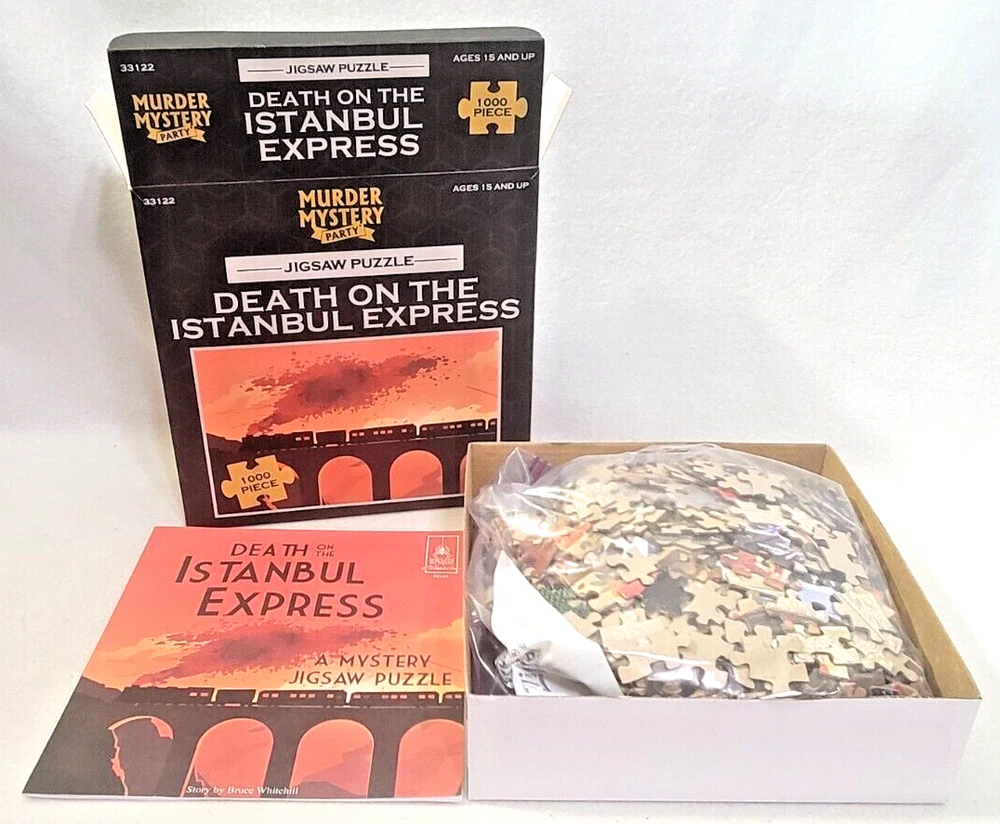 33122
JIGSAW PUZZLE
AGES 15 AND UP
MURDER
MYSTERY
PARTY
DEATH ON THE
ISTANBUL
EXPRESS
1000
PIECE
33122
AGES 15 AND UP
MURDER
MYSTERY
PARTY
JIGSAW PUZZLE
DEATH ON THE
ISTANBUL EXPRESS
1000
PIECE
DEATH ON THE
ISTANBUL
EXPRESS
A MYSTERY
JIGSAW PUZZLE
Story by Bruce Whitehill